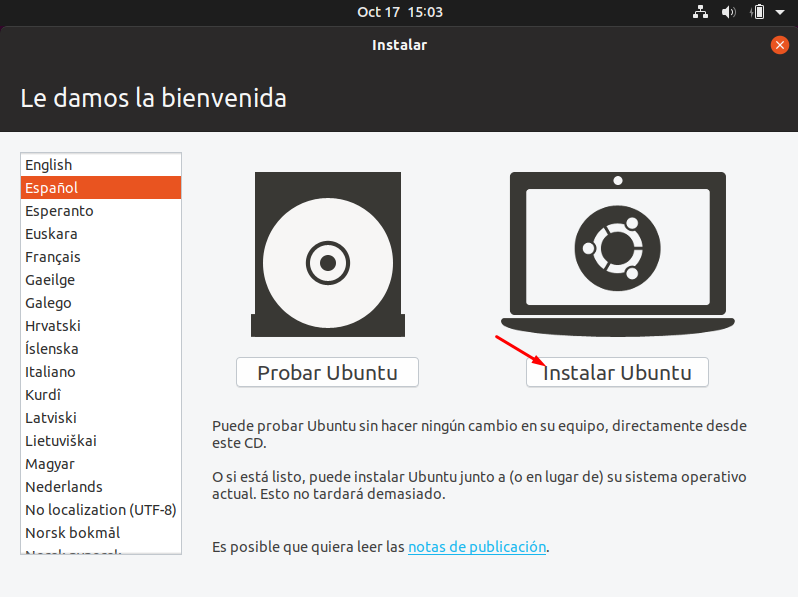 Oct 17 15:03
Instalar
Le damos la bienvenida
English
Español
Esperanto
Euskara
Français
Gaeilge
Galego
Hrvatski
Íslenska
Italiano
Kurdî
Latviski
Lietuviškai
Magyar
Nederlands
No localization (UTF-8)
Norsk bokmål
Norsk nynorsk
Probar Ubuntu
Instalar Ubuntu
Puede probar Ubuntu sin hacer ningún cambio en su equipo, directamente desde
este CD.
O si está listo, puede instalar Ubuntu junto a (o en lugar de) su sistema operativo
actual. Esto no tardará demasiado.
Es posible que quiera leer las notas de publicación.